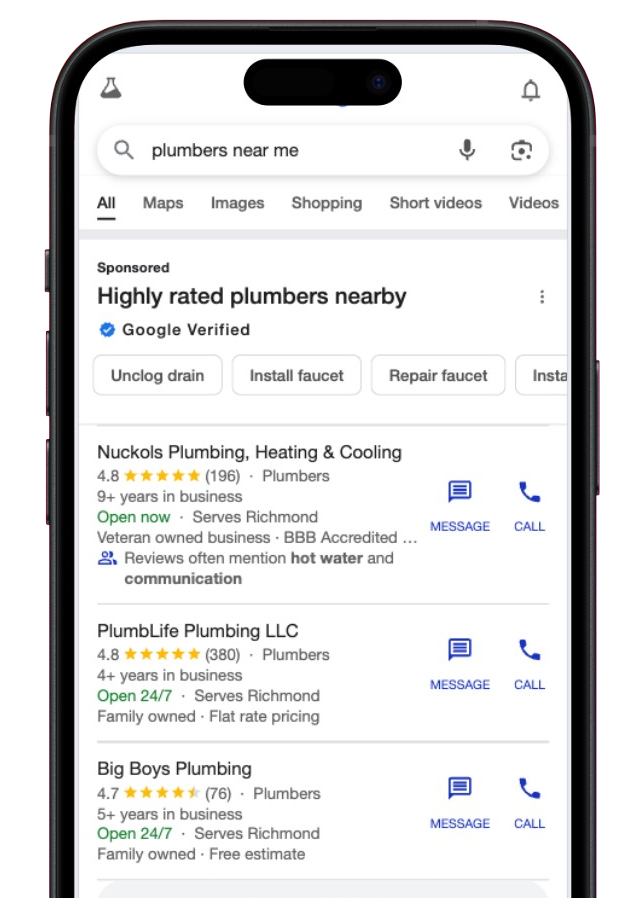 plumbers near me
All Maps Images Shopping Short videos Videos
Sponsored
Highly rated plumbers nearby
Google Verified
Unclog drain Install faucet Repair faucet Insta
Nuckols Plumbing, Heating & Cooling
4.8 ★★★★★ (196) · Plumbers
9+ years in business
Open now · Serves Richmond
Veteran owned business · BBB Accredited ...
Reviews often mention hot water and
communication
MESSAGE CALL
PlumbLife Plumbing LLC
4.8 ★★★★★ (380) · Plumbers
4+ years in business
Open 24/7 · Serves Richmond
Family owned · Flat rate pricing
MESSAGE CALL
Big Boys Plumbing
4.7 ★★★★★ (76) · Plumbers
5+ years in business
Open 24/7 · Serves Richmond
Family owned · Free estimate
MESSAGE CALL